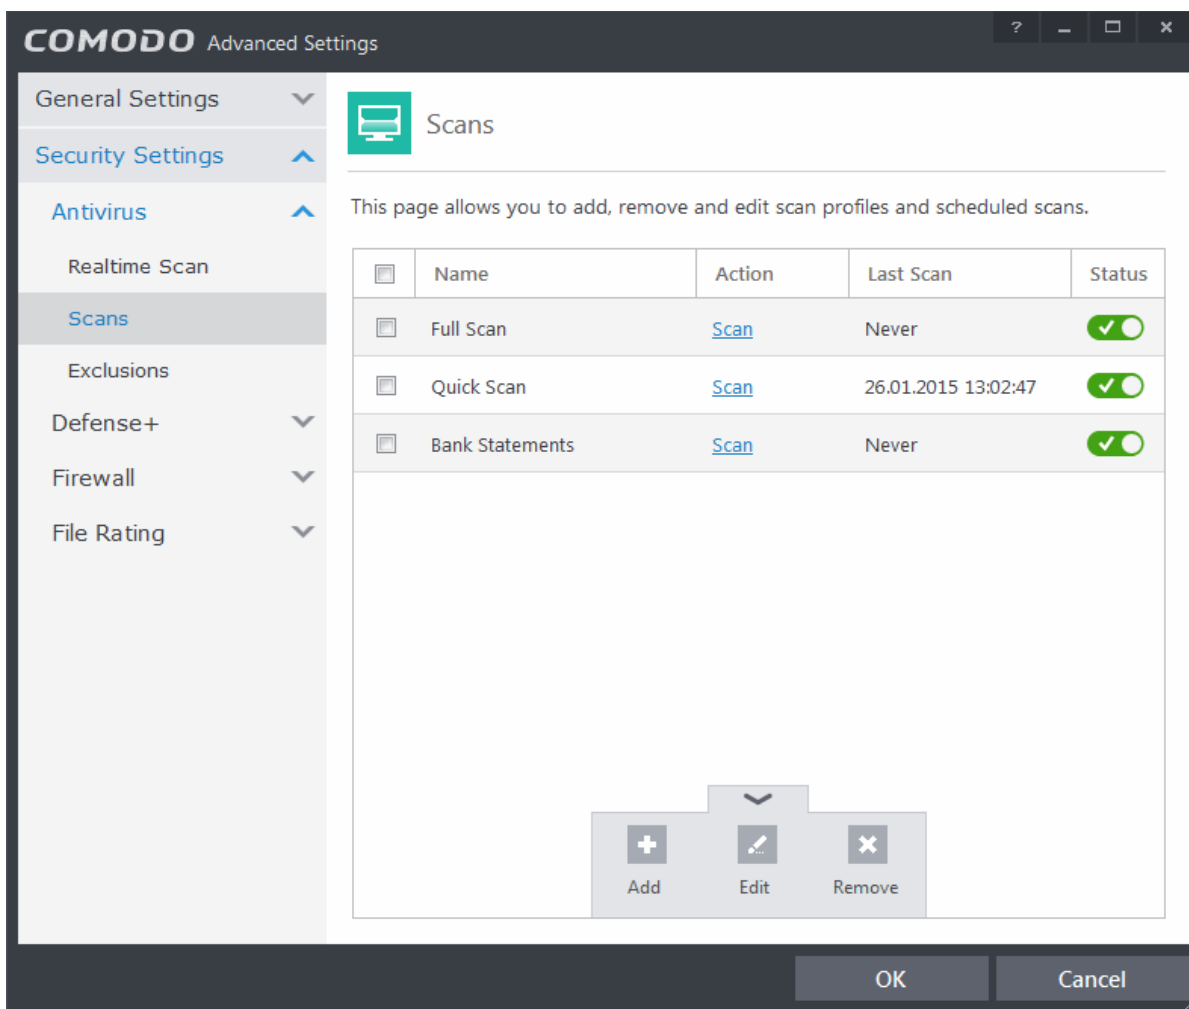 COMODO Advanced Settings
?
General Settings
Security Settings
Antivirus
Realtime Scan
Scans
Exclusions
Defense+
Firewall
File Rating
Scans
This page allows you to add, remove and edit scan profiles and scheduled scans.
Name Action Last Scan Status
Full Scan Scan Never
Quick Scan Scan 26.01.2015 13:02:47
Bank Statements Scan Never
Add Edit Remove
OK Cancel